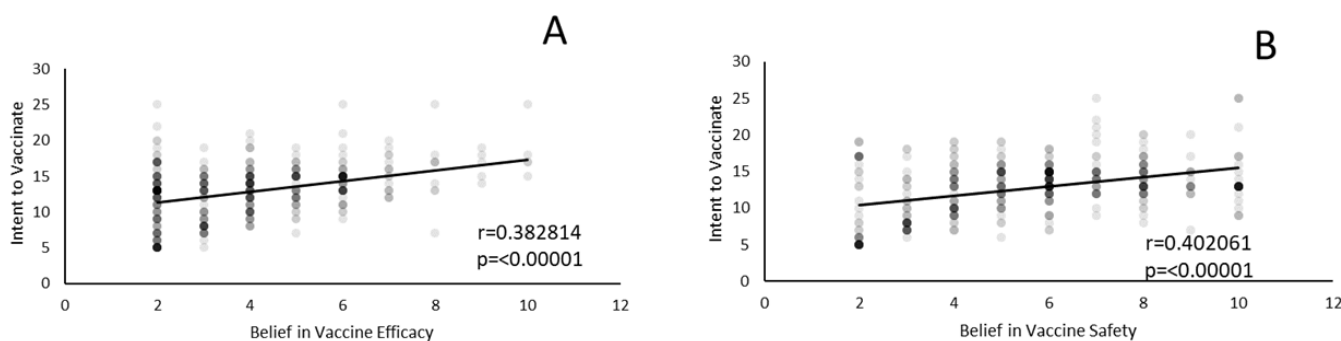 A
Intent to Vaccinate
30
25
20
15
10
5
0
r=0.382814
p=<0.00001
0 2 4 6 8 10 12
Belief in Vaccine Efficacy
B
Intent to Vaccinate
30
25
20
15
10
5
0
r=0.402061
p=<0.00001
0 2 4 6 8 10 12
Belief in Vaccine Safety